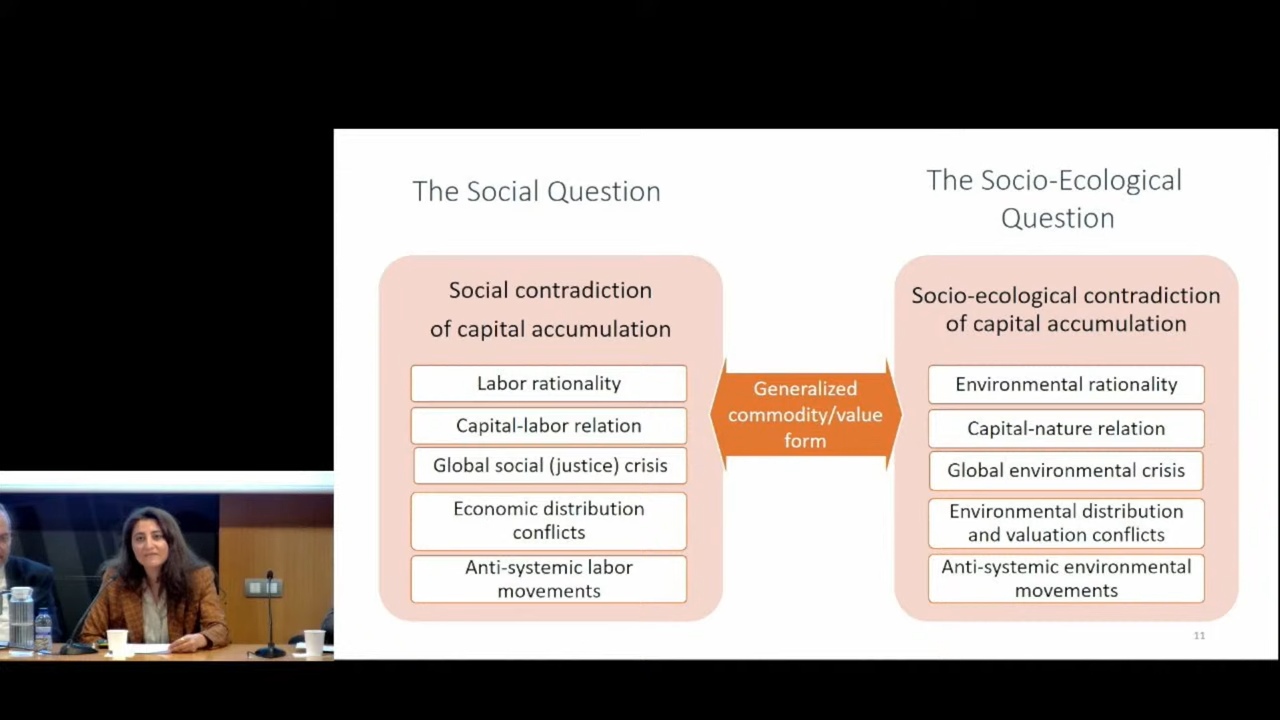 The Social Question
Social contradiction
of capital accumulation
Labor rationality
Capital-labor relation
Global social (justice) crisis
Economic distribution
conflicts
Anti-systemic labor
movements
Generalized
commodity/value
form
The Socio-Ecological
Question
Socio-ecological contradiction
of capital accumulation
Environmental rationality
Capital-nature relation
Global environmental crisis
Environmental distribution
and valuation conflicts
Anti-systemic environmental
movements
11